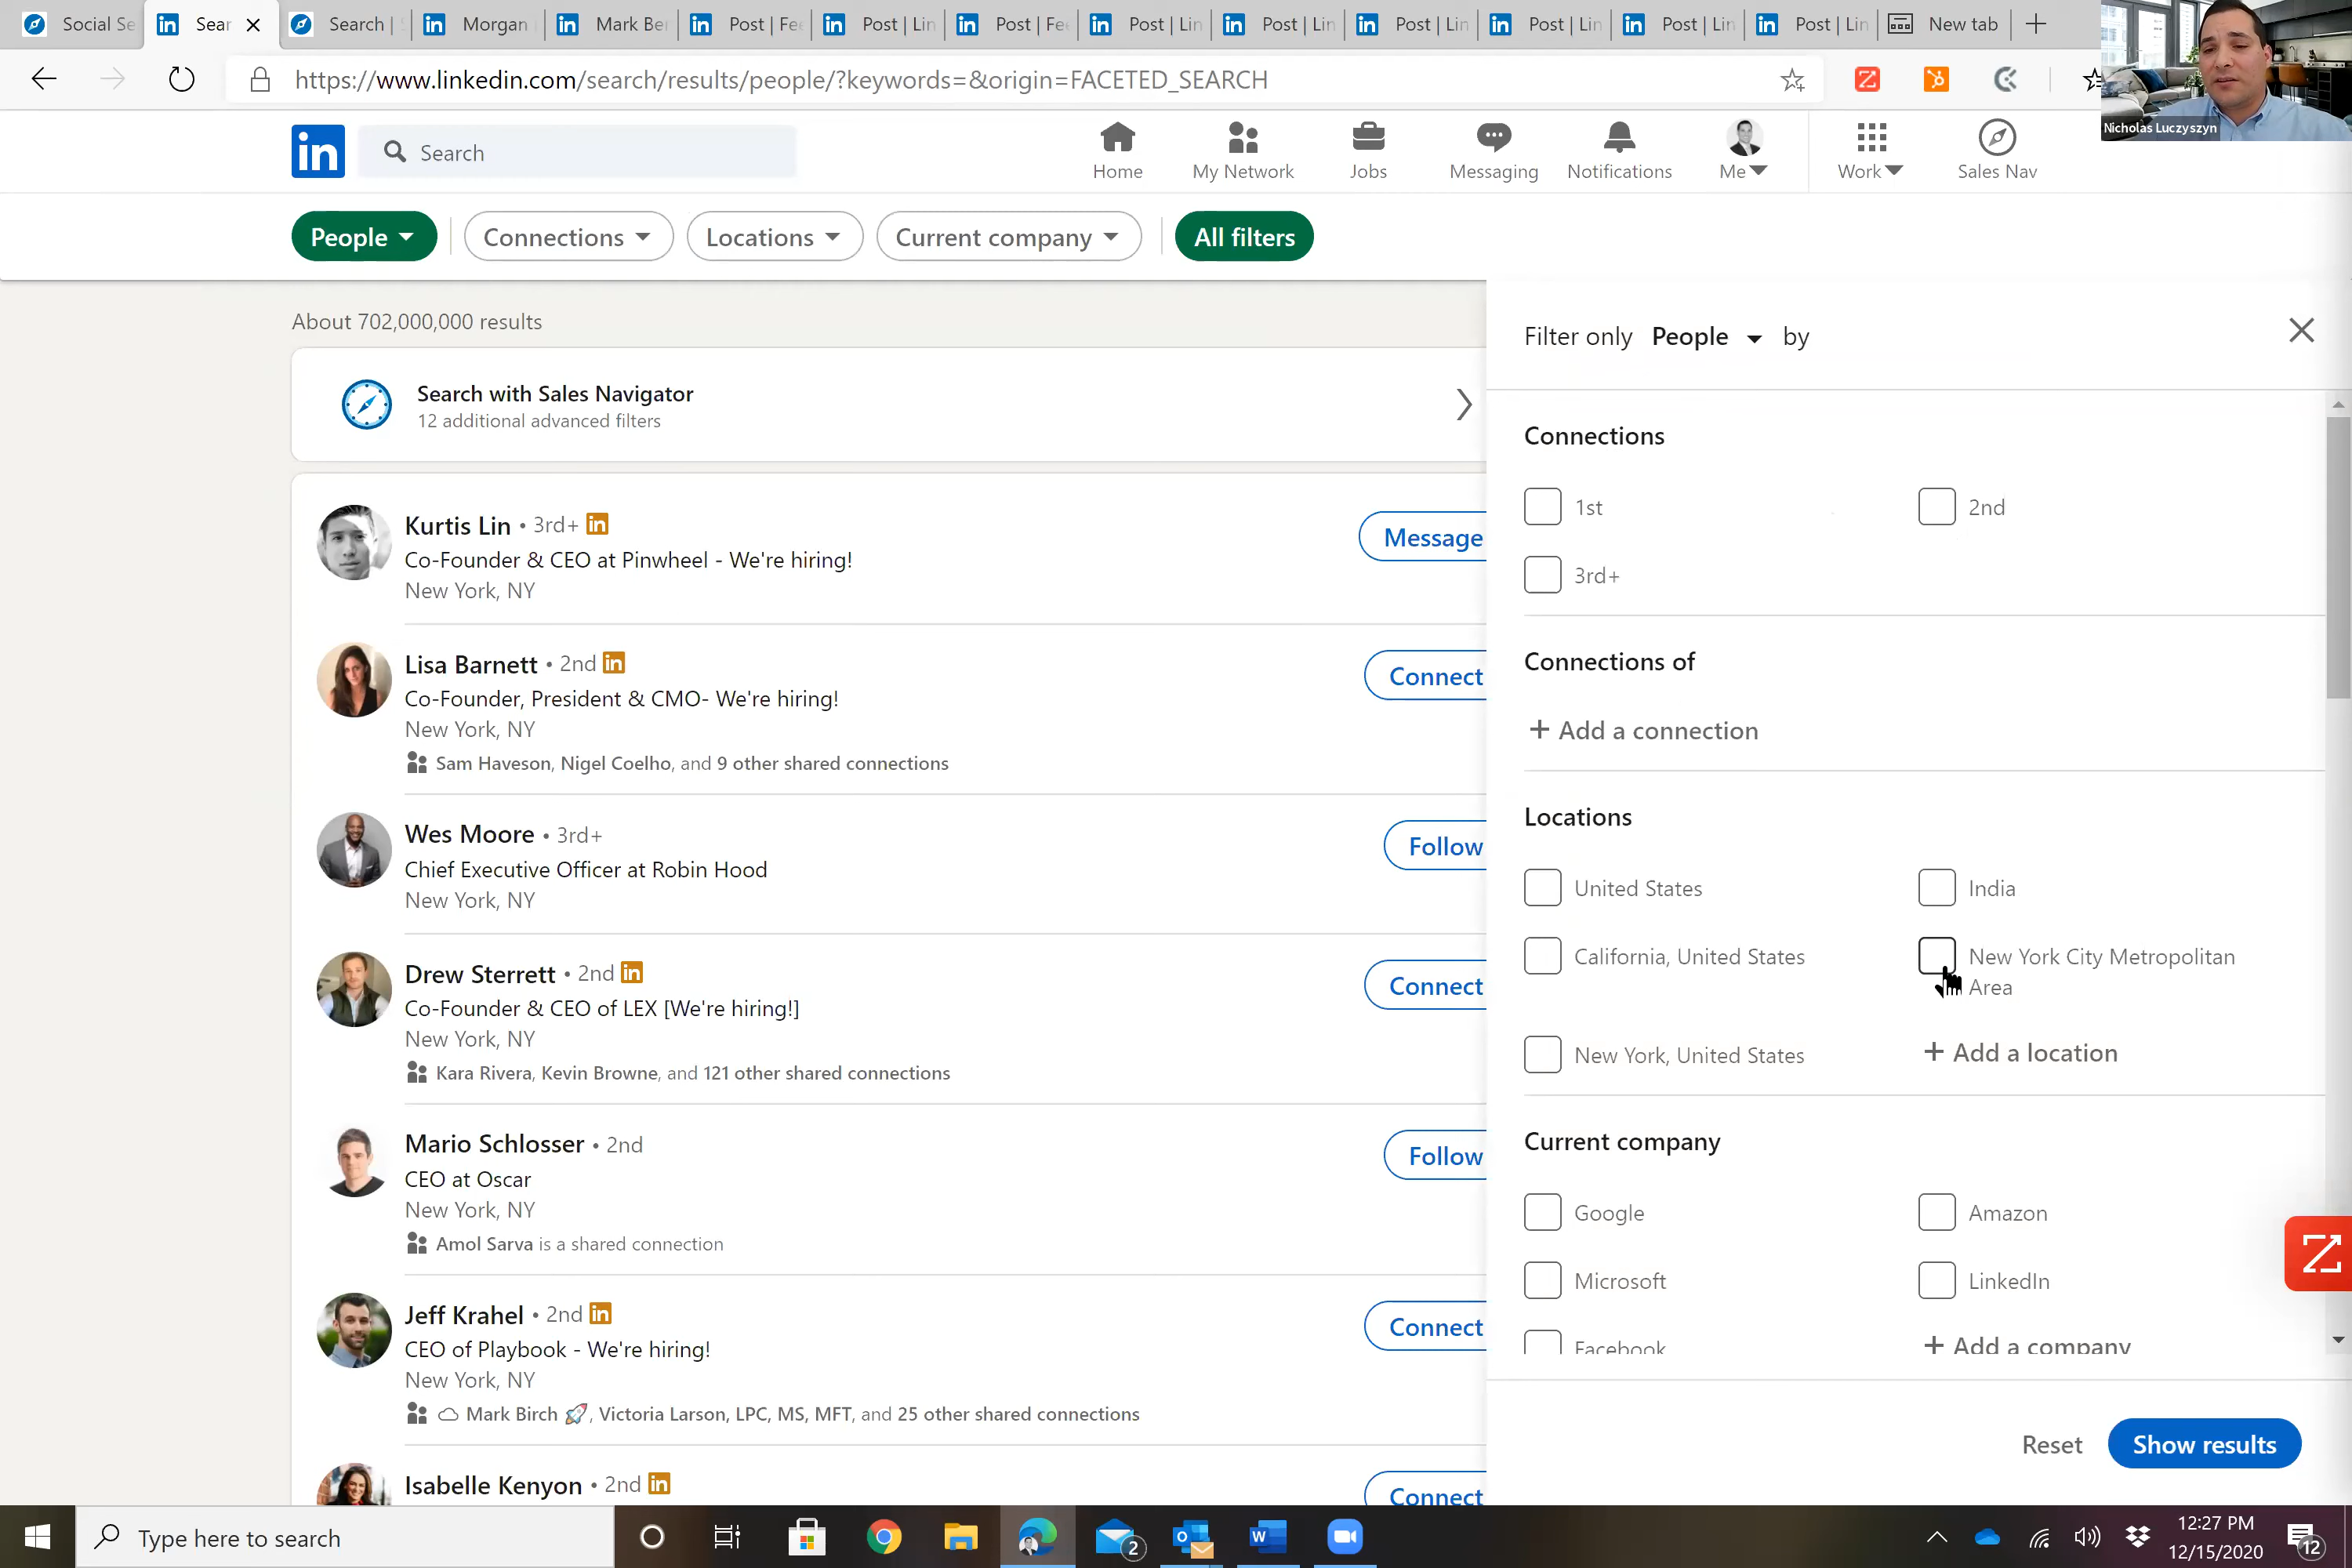 Social Se
Sear
Search |
Morgan
Mark Ber
Post | Fee
Post | Lin
Post | Fee
Post | Lin
Post | Lin
Post | Lin
Post | Lin
Post | Lin
Post | Lin
New tab
https://www.linkedin.com/search/results/people/?keywords=&origin=FACETED_SEARCH
Nicholas Luczyszyn
in
Search
Home
My Network
Jobs
Messaging
Notifications
Me
Work
Sales Nav
People
Connections
Locations
Current company
All filters
About 702,000,000 results
Search with Sales Navigator
12 additional advanced filters
Kurtis Lin • 3rd+ in
Co-Founder & CEO at Pinwheel - We're hiring!
New York, NY
Message
Lisa Barnett • 2nd in
Co-Founder, President & CMO- We're hiring!
New York, NY
Sam Haveson, Nigel Coelho, and 9 other shared connections
Connect
Wes Moore • 3rd+
Chief Executive Officer at Robin Hood
New York, NY
Follow
Drew Sterrett • 2nd in
Co-Founder & CEO of LEX [We're hiring!]
New York, NY
Kara Rivera, Kevin Browne, and 121 other shared connections
Connect
Mario Schlosser • 2nd
CEO at Oscar
New York, NY
Amol Sarva is a shared connection
Follow
Jeff Krahel • 2nd in
CEO of Playbook - We're hiring!
New York, NY
Mark Birch 🚀, Victoria Larson, LPC, MS, MFT, and 25 other shared connections
Connect
Isabelle Kenyon • 2nd in
Connect
Filter only People by
Connections
1st
2nd
3rd+
Connections of
+ Add a connection
Locations
United States
India
California, United States
New York City Metropolitan
Area
New York, United States
+ Add a location
Current company
Google
Amazon
Microsoft
LinkedIn
Facebook
+ Add a company
Reset
Show results
Type here to search
2
12:27 PM
12/15/2020
12